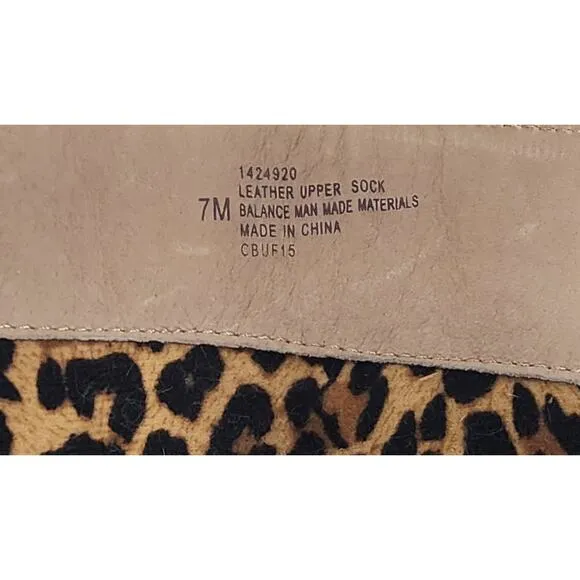 1424920
LEATHER UPPER SOCK
7M BALANCE MAN MADE MATERIALS
MADE IN CHINA
CBUF15